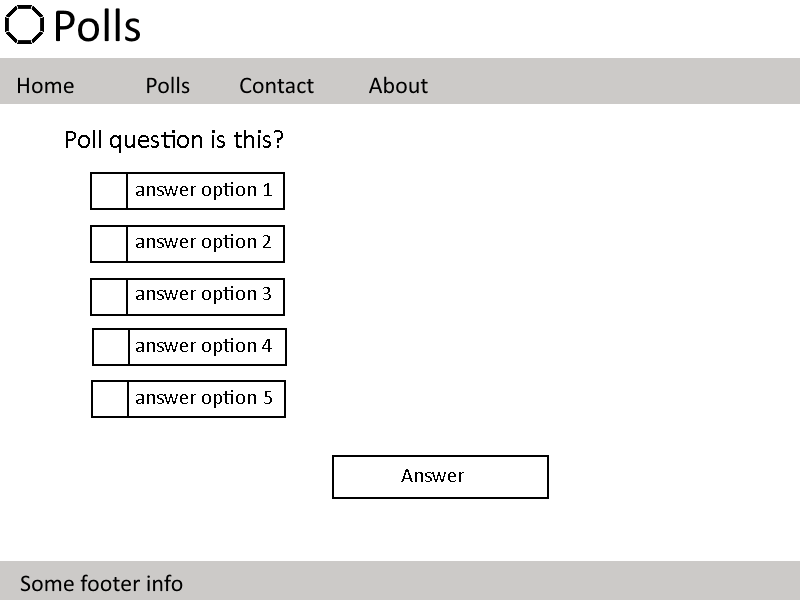 Polls
Home Polls Contact About
Poll question is this?
answer option 1
answer option 2
answer option 3
answer option 4
answer option 5
Answer
Some footer info